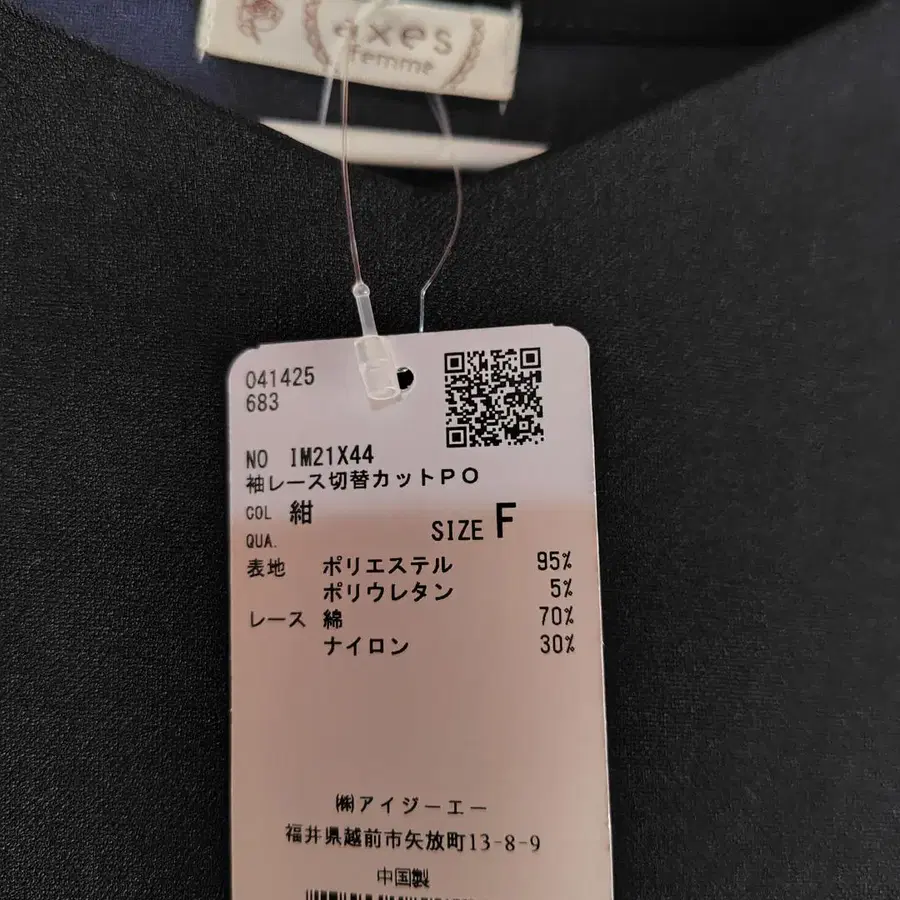 axes
femme
041425
683
NO IM21X44
袖レース切替カットPO
COL 紺
SIZE F
QUA.
表地 ポリエステル 95%
ポリウレタン 5%
レース 綿 70%
ナイロン 30%
㈱アイジーエー
福井県越前市矢放町13-8-9
中国製